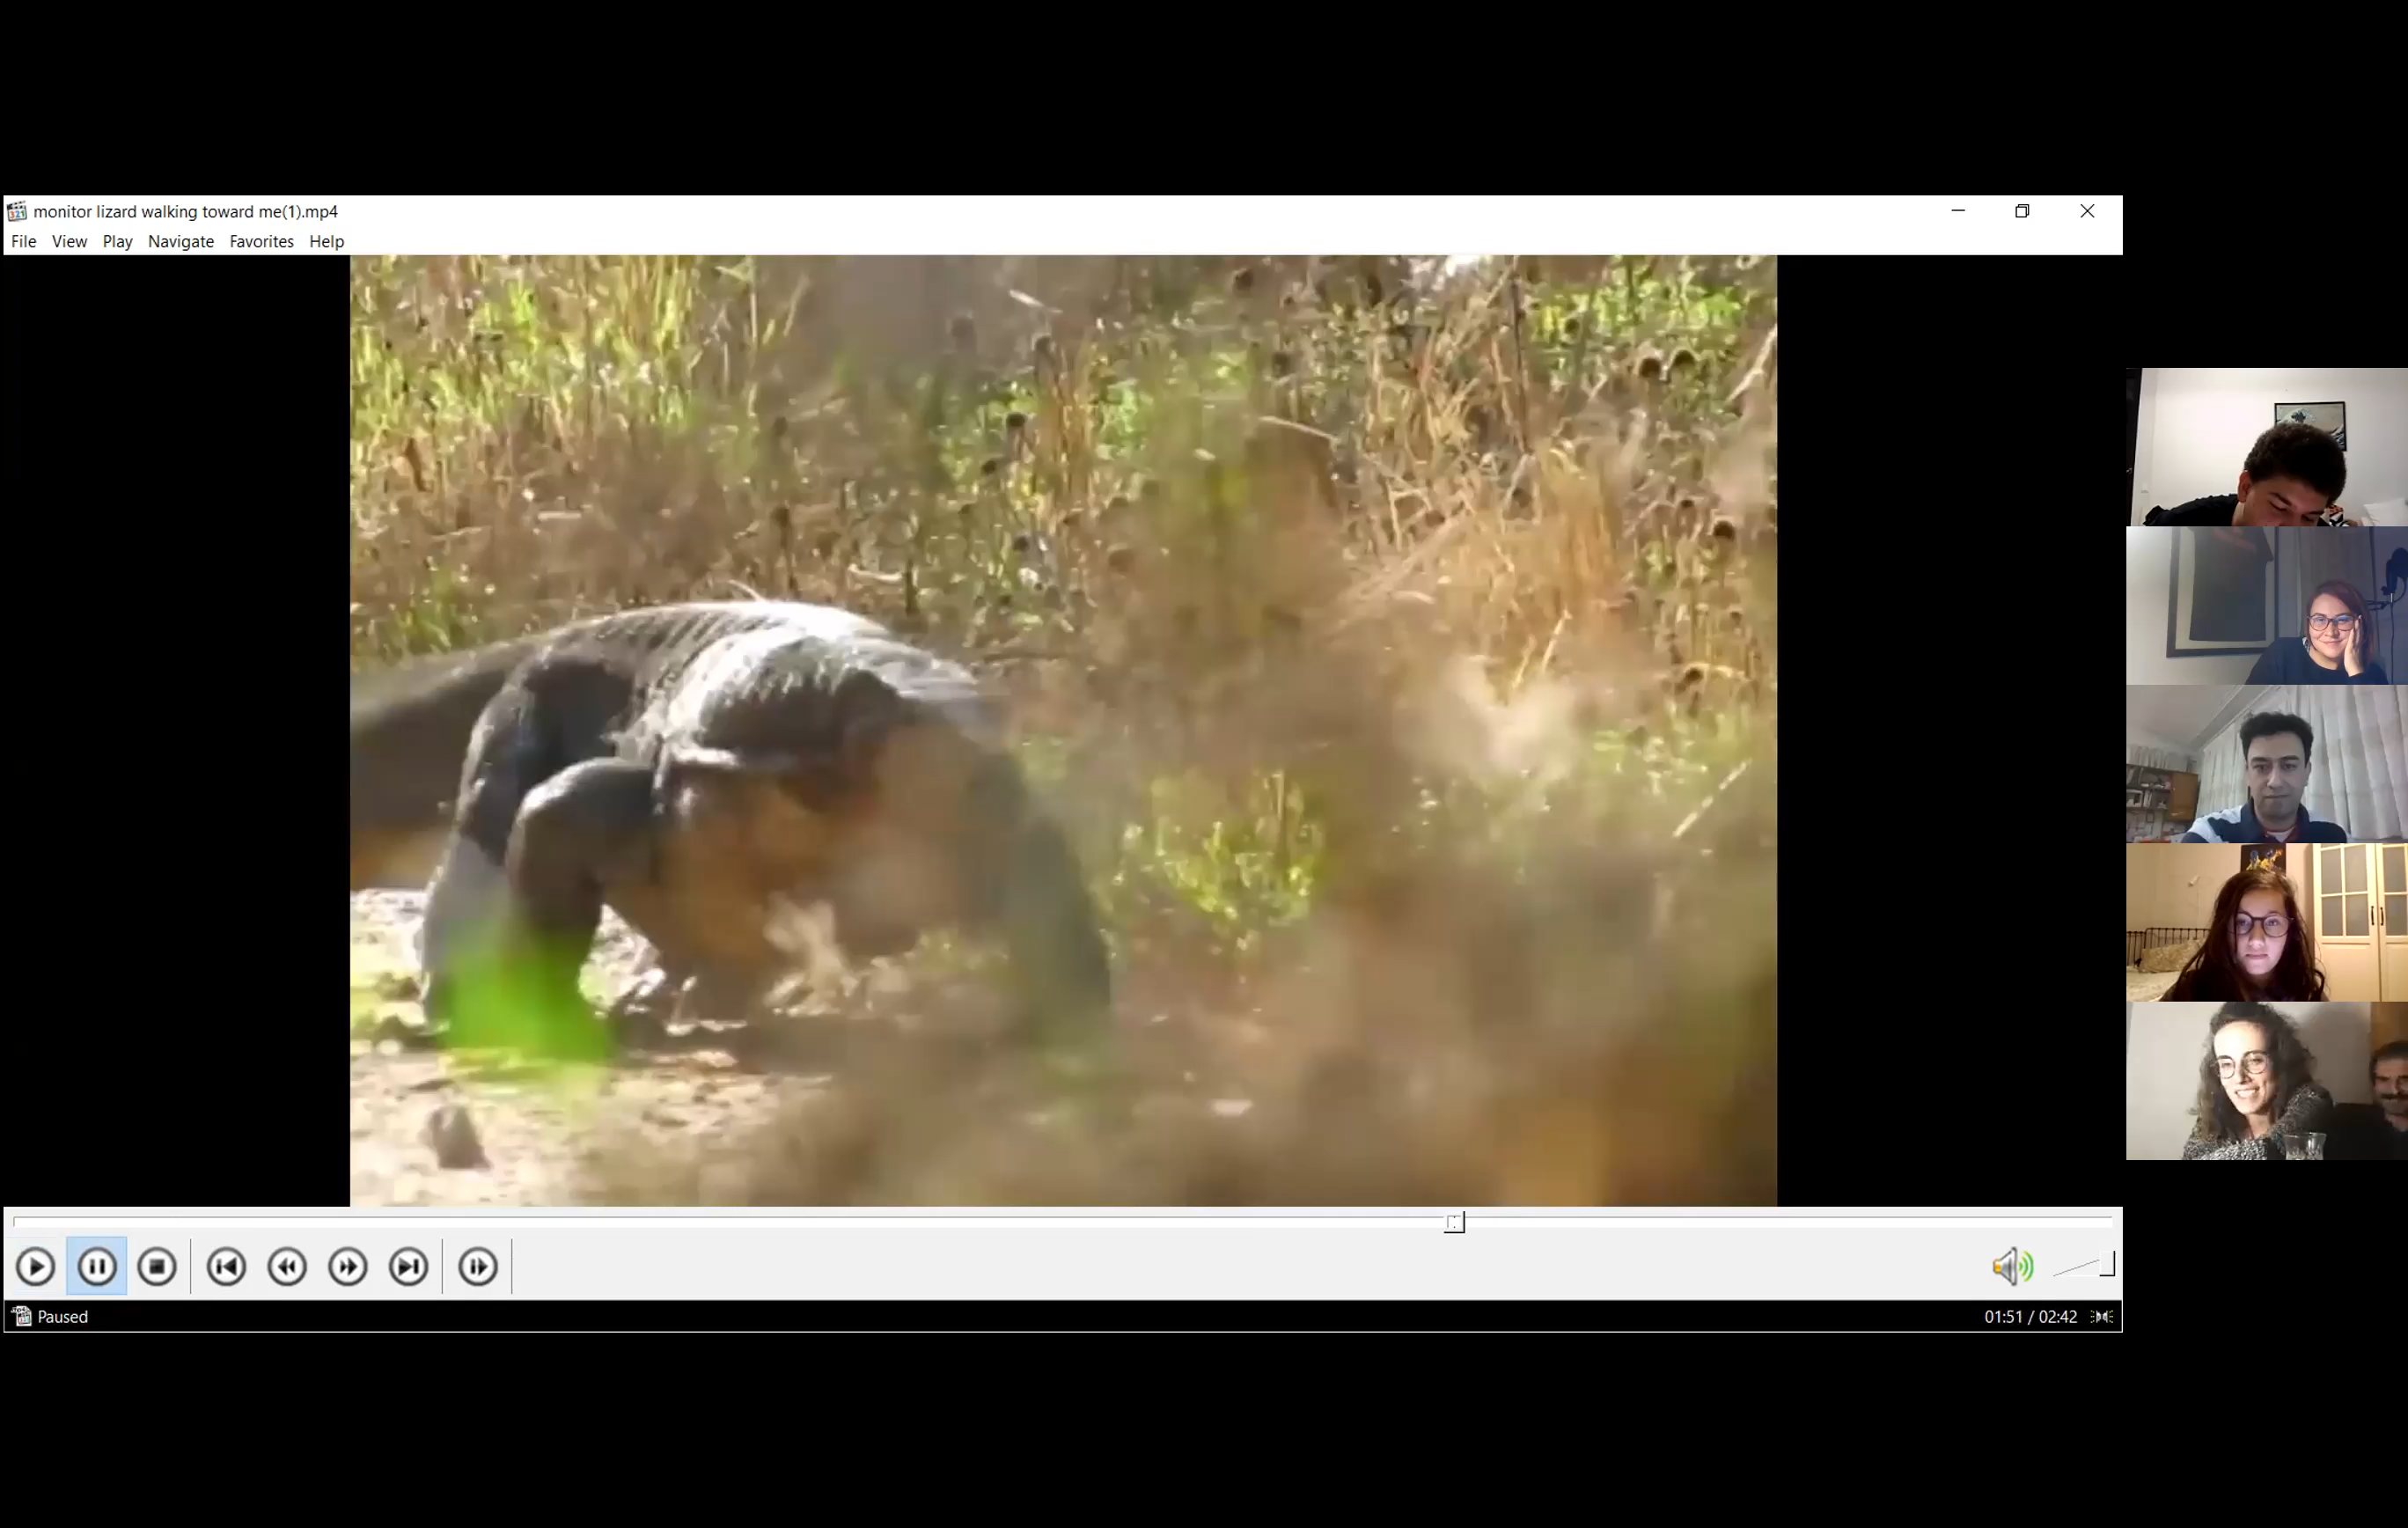 monitor lizard walking toward me(1).mp4
File View Play Navigate Favorites Help
Paused
01:51 / 02:42